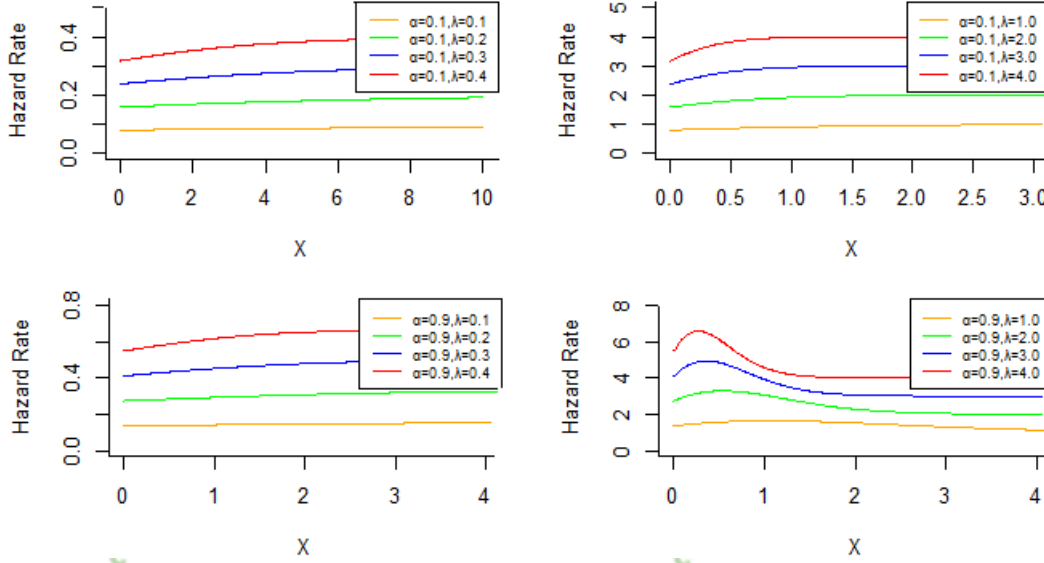 Hazard Rate
0.0
0.2
0.4
α=0.1,λ=0.1
α=0.1,λ=0.2
α=0.1,λ=0.3
α=0.1,λ=0.4
0 2 4 6 8 10
X
Hazard Rate
0 1 2 3 4 5
α=0.1,λ=1.0
α=0.1,λ=2.0
α=0.1,λ=3.0
α=0.1,λ=4.0
0.0 0.5 1.0 1.5 2.0 2.5 3.0
X
Hazard Rate
0.0 0.4 0.8
α=0.9,λ=0.1
α=0.9,λ=0.2
α=0.9,λ=0.3
α=0.9,λ=0.4
0 1 2 3 4
X
Hazard Rate
0 2 4 6 8
α=0.9,λ=1.0
α=0.9,λ=2.0
α=0.9,λ=3.0
α=0.9,λ=4.0
0 1 2 3 4
X